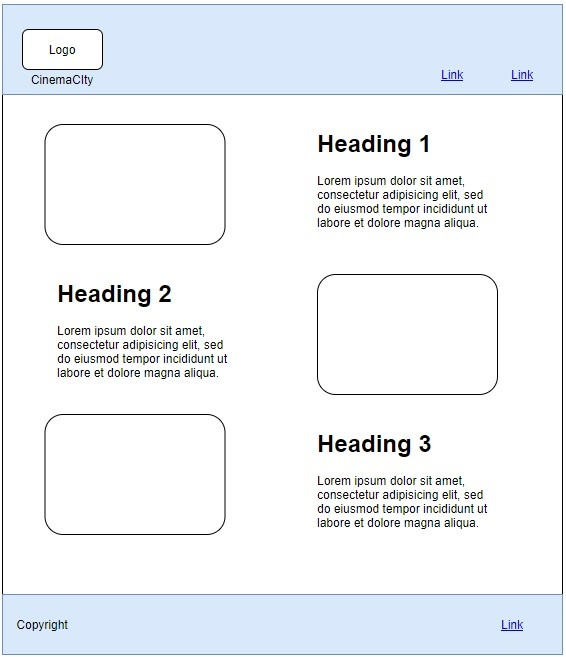 Logo
CinemaCIty
Link
Link
Heading 1
Lorem ipsum dolor sit amet,
consectetur adipisicing elit, sed
do eiusmod tempor incididunt ut
labore et dolore magna aliqua.
Heading 2
Lorem ipsum dolor sit amet,
consectetur adipisicing elit, sed
do eiusmod tempor incididunt ut
labore et dolore magna aliqua.
Heading 3
Lorem ipsum dolor sit amet,
consectetur adipisicing elit, sed
do eiusmod tempor incididunt ut
labore et dolore magna aliqua.
Copyright
Link